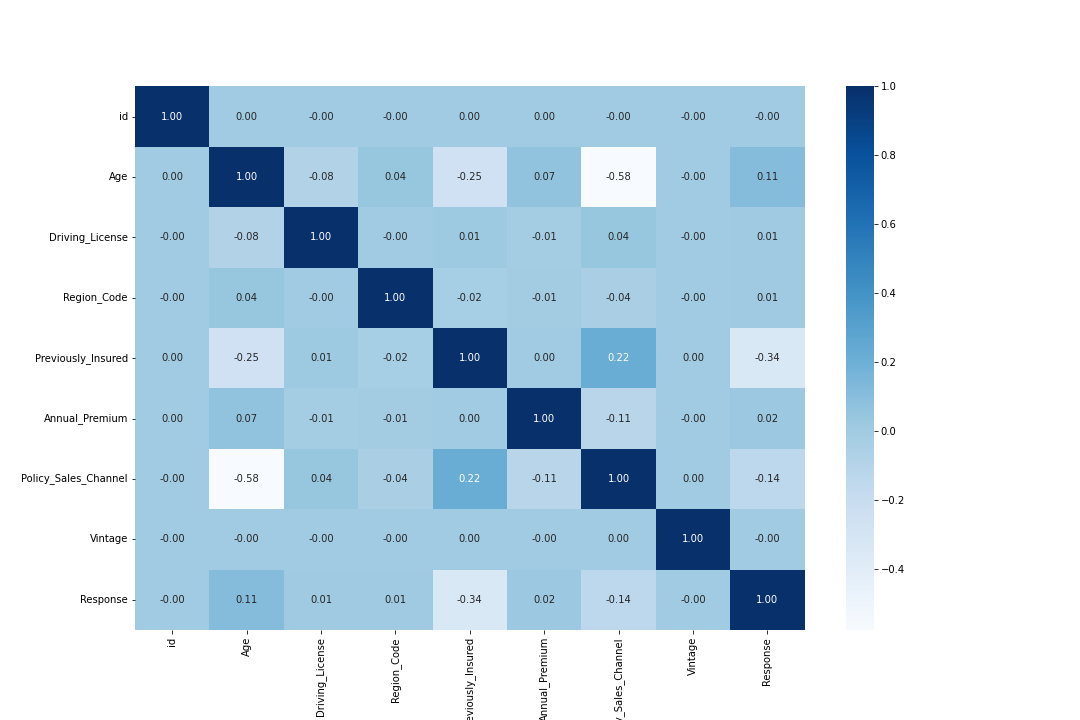 id 1.00 0.00 -0.00 -0.00 0.00 0.00 -0.00 -0.00 -0.00
Age 0.00 1.00 -0.08 0.04 -0.25 0.07 -0.58 -0.00 0.11
Driving_License -0.00 -0.08 1.00 -0.00 0.01 -0.01 0.04 -0.00 0.01
Region_Code -0.00 0.04 -0.00 1.00 -0.02 -0.01 -0.04 -0.00 0.01
Previously_Insured 0.00 -0.25 0.01 -0.02 1.00 0.00 0.22 0.00 -0.34
Annual_Premium 0.00 0.07 -0.01 -0.01 0.00 1.00 -0.11 -0.00 0.02
Policy_Sales_Channel -0.00 -0.58 0.04 -0.04 0.22 -0.11 1.00 0.00 -0.14
Vintage -0.00 -0.00 -0.00 -0.00 0.00 -0.00 0.00 1.00 -0.00
Response -0.00 0.11 0.01 0.01 -0.34 0.02 -0.14 -0.00 1.00
id
Age
Driving_License
Region_Code
eviously_Insured
Annual_Premium
y_Sales_Channel
Vintage
Response
1.0
0.8
0.6
0.4
0.2
0.0
−0.2
−0.4